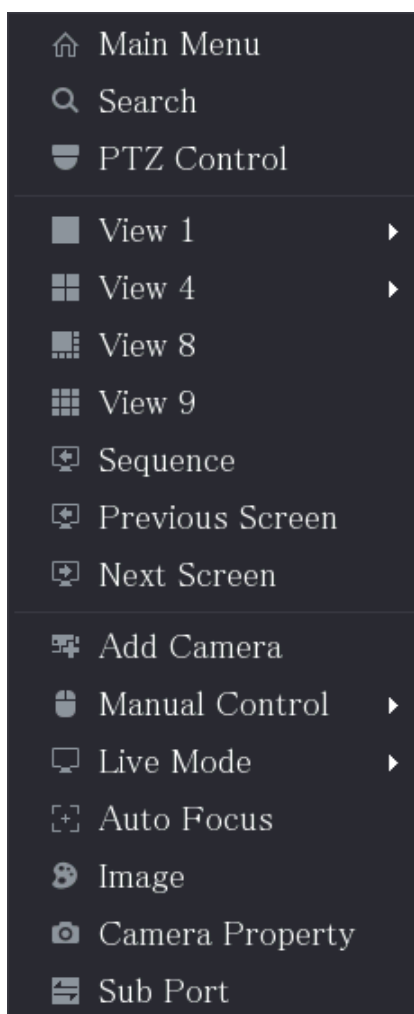 Main Menu
Search
PTZ Control
View 1
View 4
View 8
View 9
Sequence
Previous Screen
Next Screen
Add Camera
Manual Control
Live Mode
Auto Focus
Image
Camera Property
Sub Port